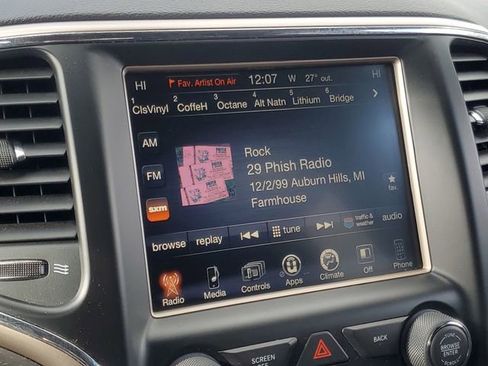 HI Fav. Artist On Air 12:07 W 27° out. HI
1 ClsVinyl 2 CoffeH 3 Octane 4 Alt Natn 5 Lithium 6 Bridge
AM
FM
sxm
PHISH
Rock
29 Phish Radio
12/2/99 Auburn Hills, MI
Farmhouse
fav.
browse replay tune traffic & weather audio
Radio Media Controls Apps Climate Off Phone
SCREEN BACK BROWSE ENTER